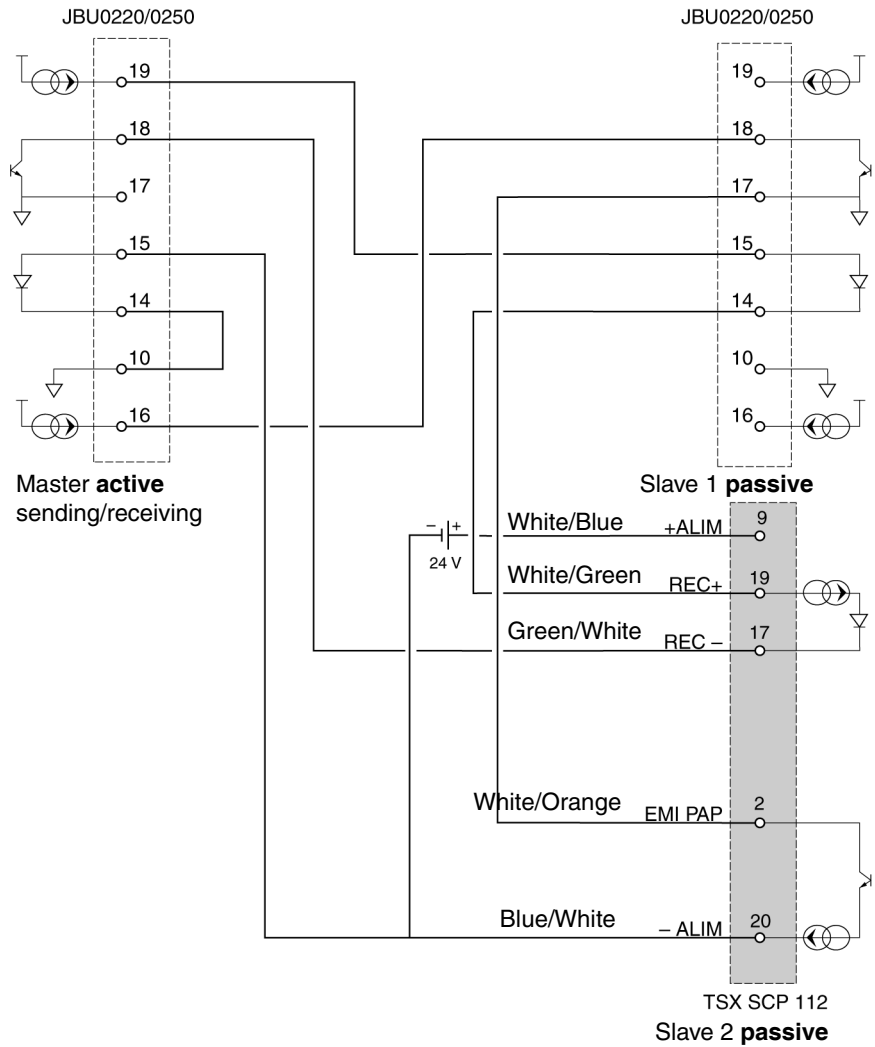 JBU0220/0250
JBU0220/0250
19
19
18
18
17
17
15
15
14
14
10
10
16
16
Master active
sending/receiving
Slave 1 passive
– +
24 V
White/Blue +ALIM 9
White/Green REC+ 19
Green/White REC – 17
White/Orange EMI PAP 2
Blue/White – ALIM 20
TSX SCP 112
Slave 2 passive